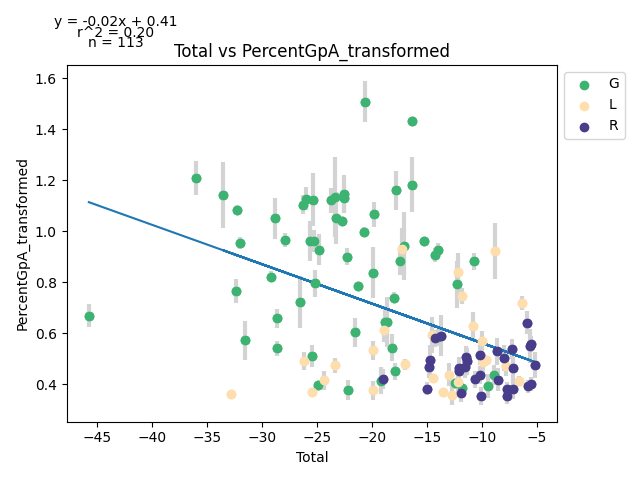 y = -0.02x + 0.41
r^2 = 0.20
n = 113
Total vs PercentGpA_transformed
1.6
1.4
1.2
1.0
0.8
0.6
0.4
PercentGpA_transformed
G
L
R
−45 −40 −35 −30 −25 −20 −15 −10 −5
Total